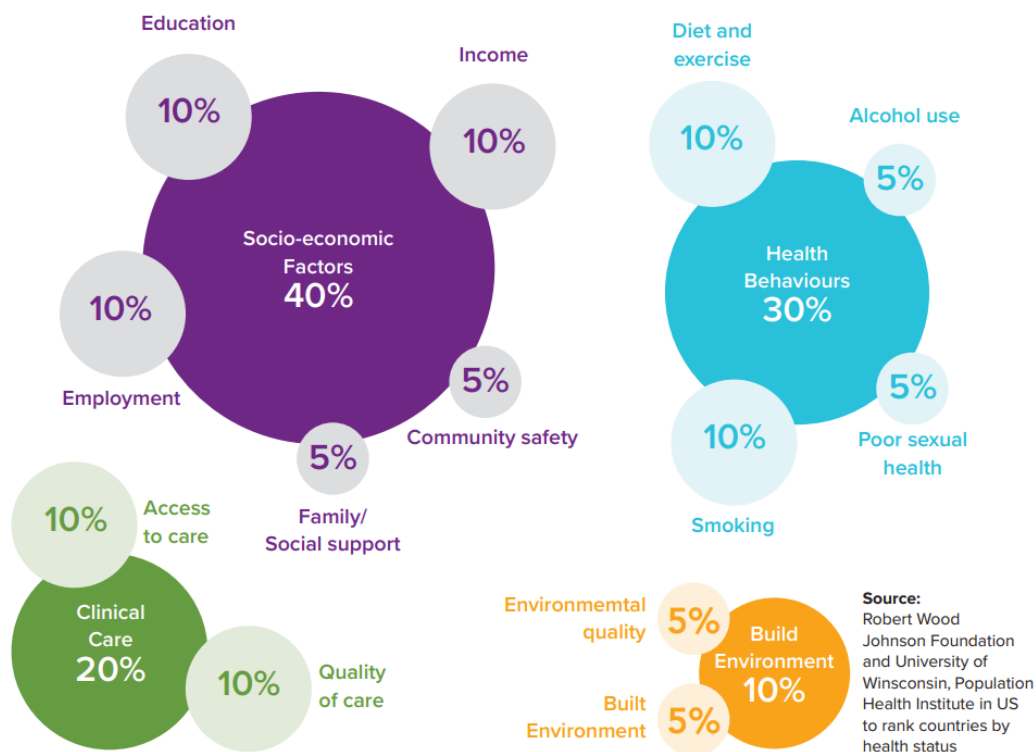 Education
10%
Income
10%
Socio-economic
Factors
40%
10%
Employment
5%
Community safety
5%
Family/
Social support
Diet and
exercise
10%
Alcohol use
5%
Health
Behaviours
30%
5%
Poor sexual
health
10%
Smoking
10%
Access
to care
Clinical
Care
20%
10%
Quality
of care
Environmemtal
quality
5%
Build
Environment
10%
Built
Environment
5%
Source:
Robert Wood
Johnson Foundation
and University of
Winsconsin, Population
Health Institute in US
to rank countries by
health status